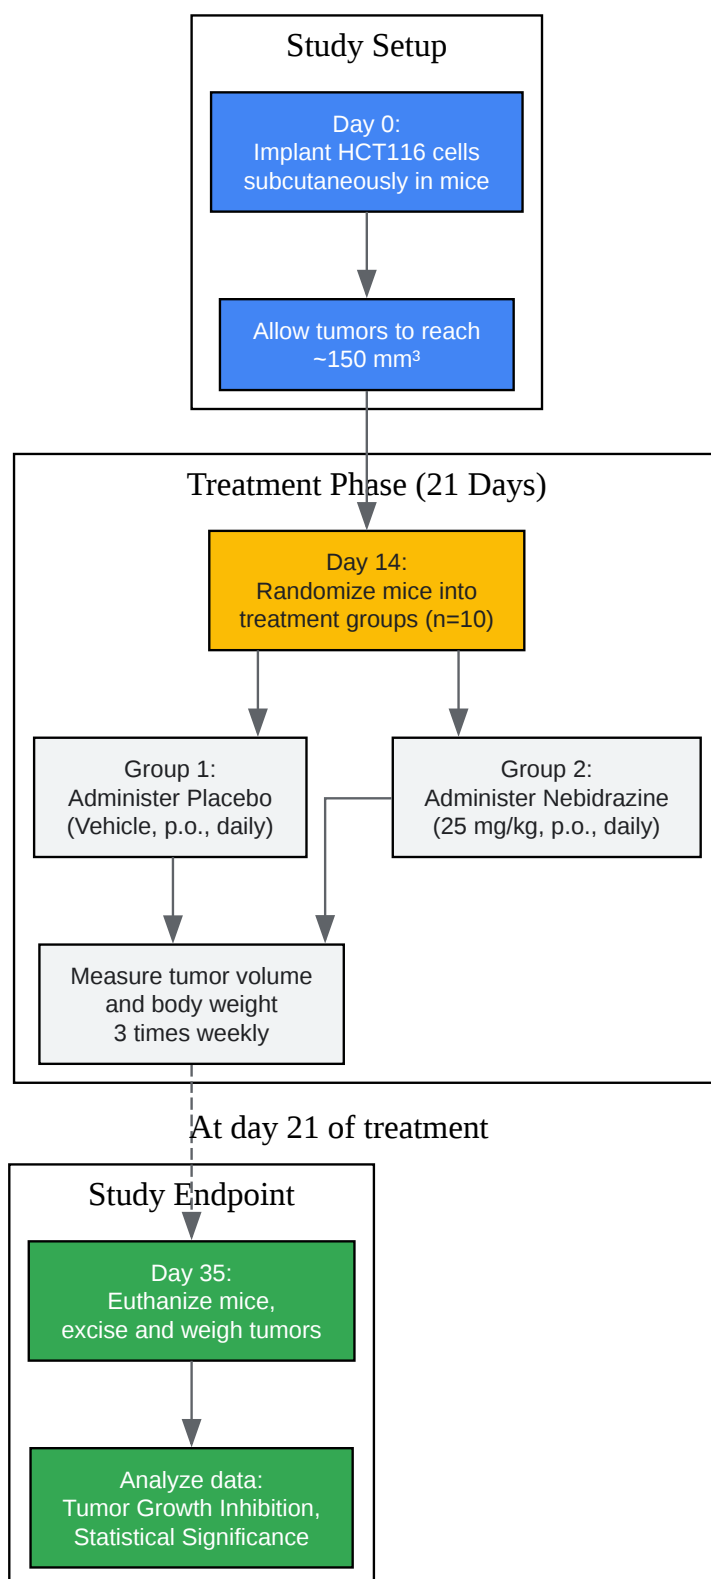 Study Setup
Day 0:
Implant HCT116 cells
subcutaneously in mice
Allow tumors to reach
~150 mm³
Treatment Phase (21 Days)
Day 14:
Randomize mice into
treatment groups (n=10)
Group 1:
Administer Placebo
(Vehicle, p.o., daily)
Group 2:
Administer Nebidrazine
(25 mg/kg, p.o., daily)
Measure tumor volume
and body weight
3 times weekly
At day 21 of treatment
Study Endpoint
Day 35:
Euthanize mice,
excise and weigh tumors
Analyze data:
Tumor Growth Inhibition,
Statistical Significance